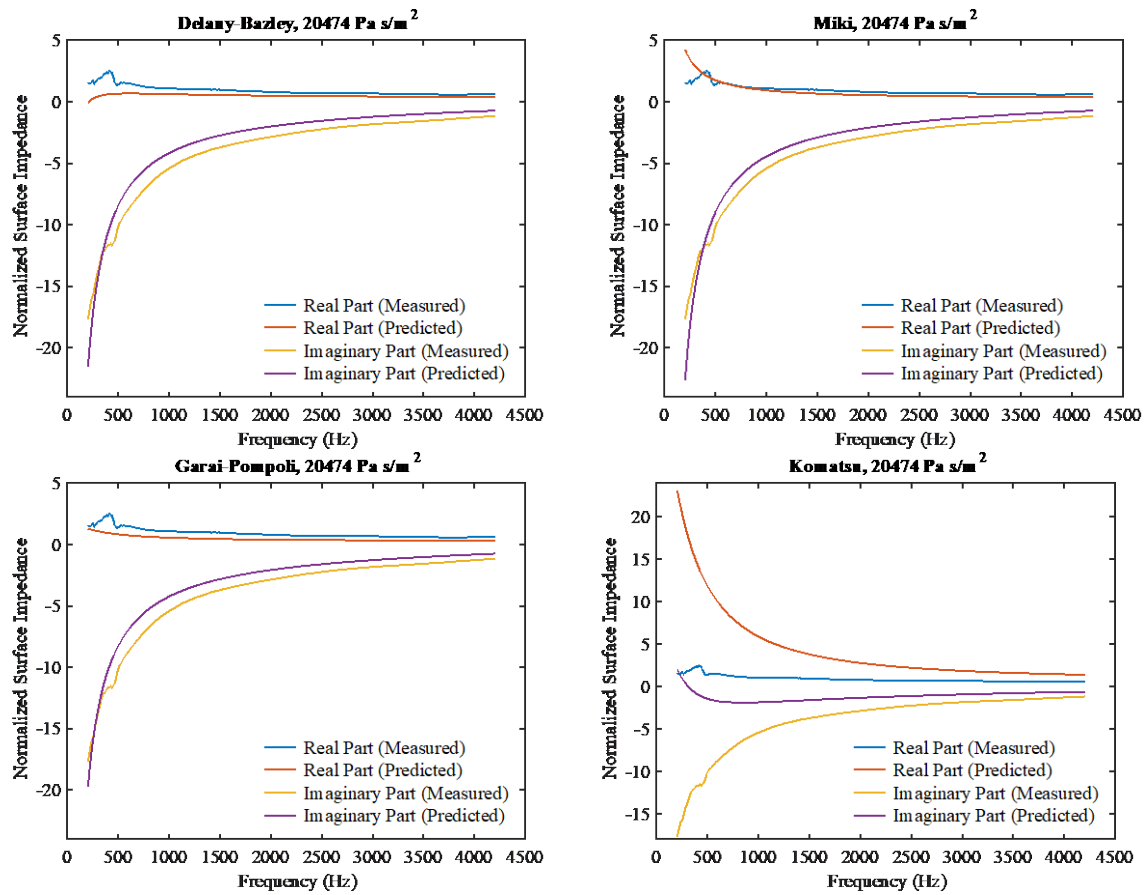 Delany-Bazley, 20474 Pa s/m²
Normalized Surface Impedance
5
0
-5
-10
-15
-20
Real Part (Measured)
Real Part (Predicted)
Imaginary Part (Measured)
Imaginary Part (Predicted)
0 500 1000 1500 2000 2500 3000 3500 4000 4500
Frequency (Hz)
Miki, 20474 Pa s/m²
Normalized Surface Impedance
5
0
-5
-10
-15
-20
Real Part (Measured)
Real Part (Predicted)
Imaginary Part (Measured)
Imaginary Part (Predicted)
0 500 1000 1500 2000 2500 3000 3500 4000 4500
Frequency (Hz)
Garai-Pompoli, 20474 Pa s/m²
Normalized Surface Impedance
5
0
-5
-10
-15
-20
Real Part (Measured)
Real Part (Predicted)
Imaginary Part (Measured)
Imaginary Part (Predicted)
0 500 1000 1500 2000 2500 3000 3500 4000 4500
Frequency (Hz)
Komatsu, 20474 Pa s/m²
Normalized Surface Impedance
20
15
10
5
0
-5
-10
-15
Real Part (Measured)
Real Part (Predicted)
Imaginary Part (Measured)
Imaginary Part (Predicted)
0 500 1000 1500 2000 2500 3000 3500 4000 4500
Frequency (Hz)